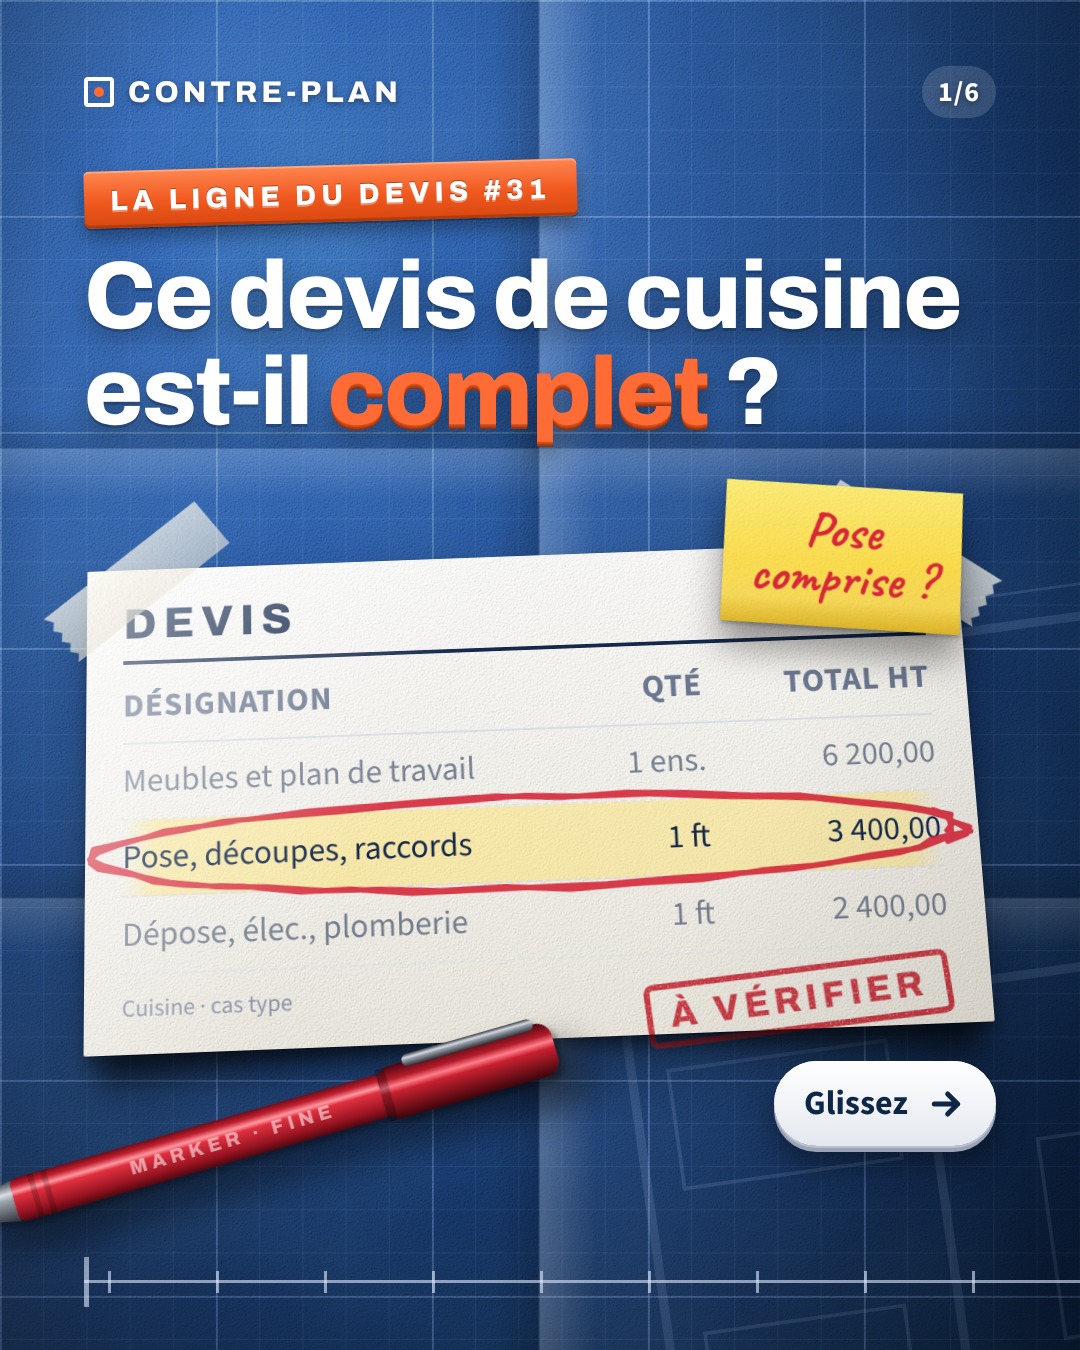 CONTRE-PLAN
1/6
LA LIGNE DU DEVIS #31
Ce devis de cuisine
est-il complet ?
Pose
comprise ?
DEVIS
DÉSIGNATION QTÉ TOTAL HT
Meubles et plan de travail 1 ens. 6 200,00
Pose, découpes, raccords 1 ft 3 400,00
Dépose, élec., plomberie 1 ft 2 400,00
Cuisine · cas type
À VÉRIFIER
Glissez →
MARKER · FINE